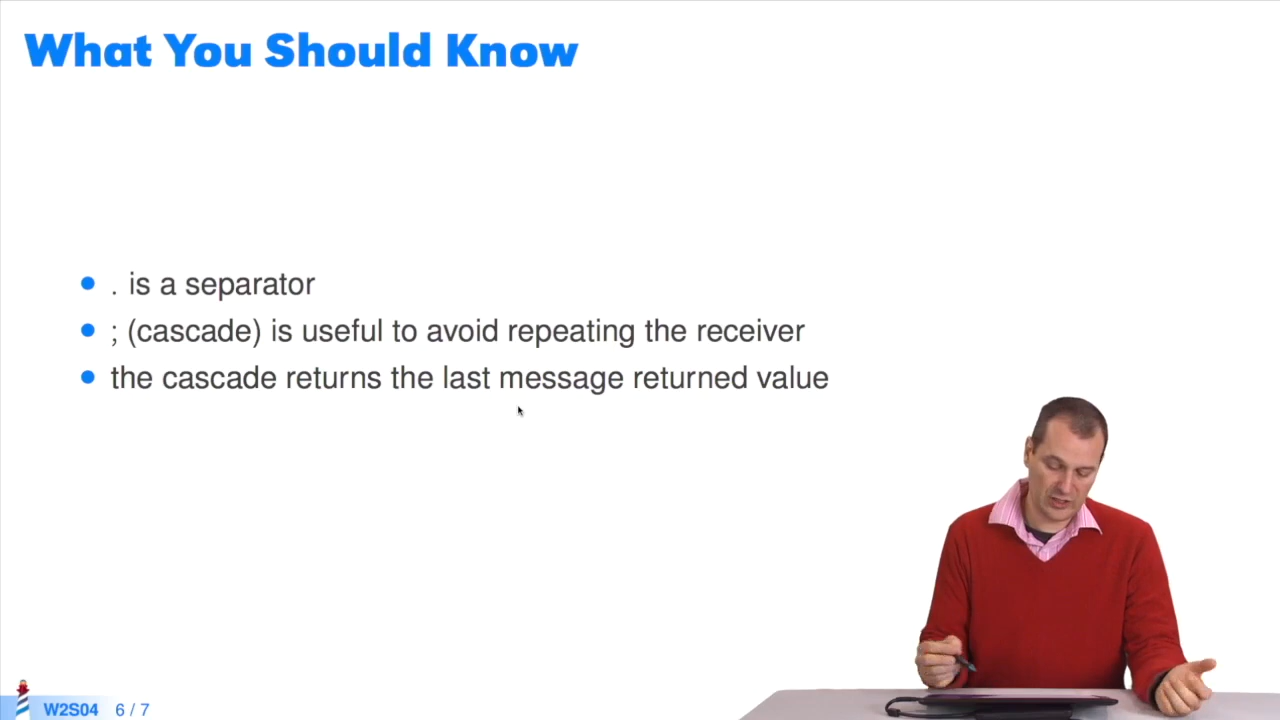 What You Should Know
. is a separator
; (cascade) is useful to avoid repeating the receiver
the cascade returns the last message returned value
W2S04 6 / 7